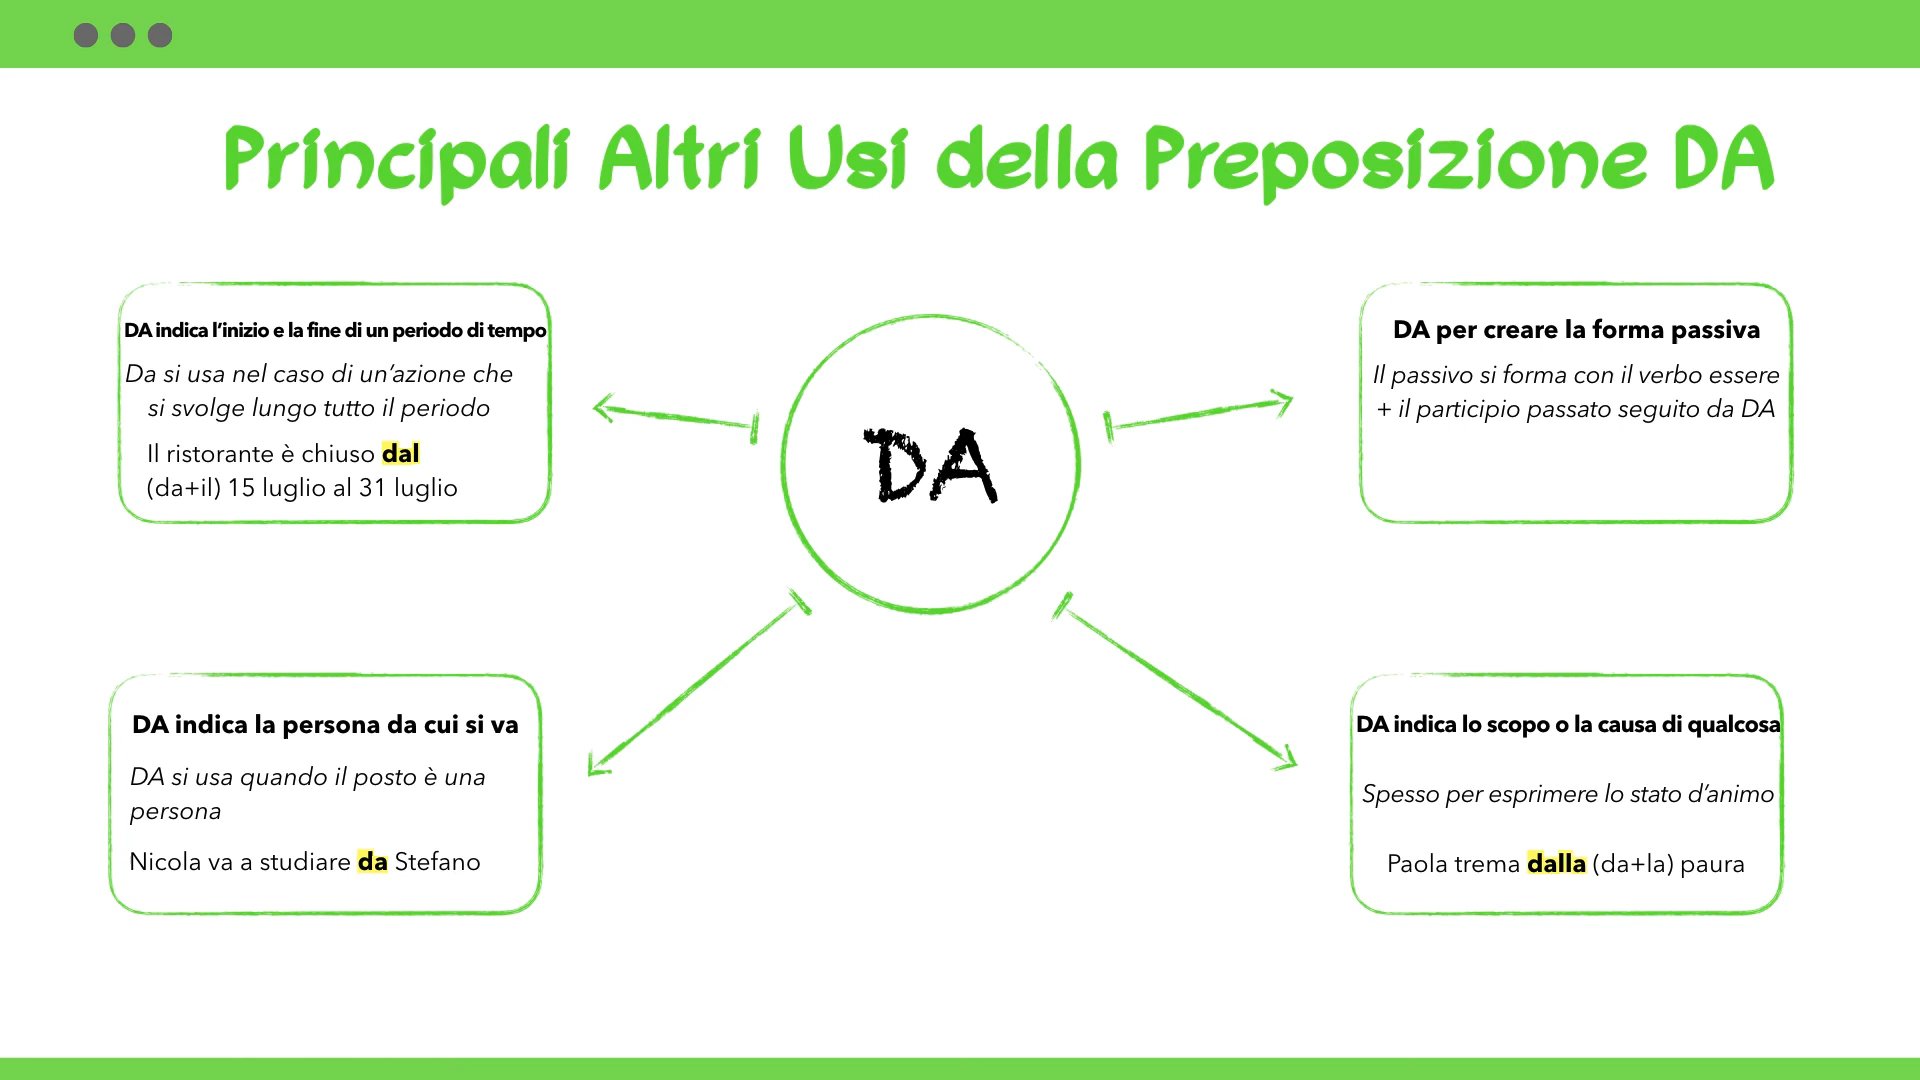 Principali Altri Usi della Preposizione DA
DA indica l’inizio e la fine di un periodo di tempo
Da si usa nel caso di un’azione che
si svolge lungo tutto il periodo
Il ristorante è chiuso dal
(da+il) 15 luglio al 31 luglio
DA
DA per creare la forma passiva
Il passivo si forma con il verbo essere
+ il participio passato seguito da DA
DA indica la persona da cui si va
DA si usa quando il posto è una
persona
Nicola va a studiare da Stefano
DA indica lo scopo o la causa di qualcosa
Spesso per esprimere lo stato d’animo
Paola trema dalla (da+la) paura